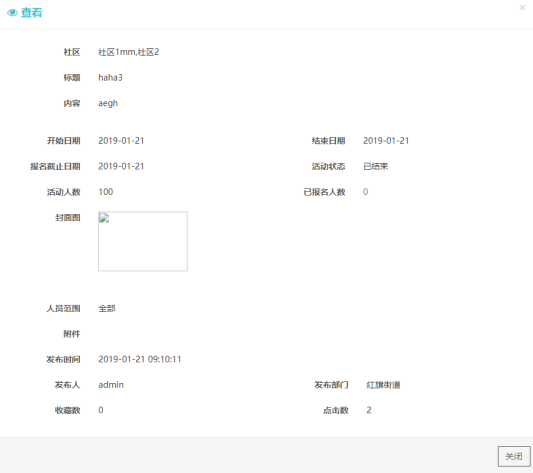 查看
×
社区 社区1mm,社区2
标题 haha3
内容 aegh
开始日期 2019-01-21 结束日期 2019-01-21
报名截止日期 2019-01-21 活动状态 已结束
活动人数 100 已报名人数 0
封面图
人员范围 全部
附件
发布时间 2019-01-21 09:10:11
发布人 admin 发布部门 红旗街道
收藏数 0 点击数 2
关闭